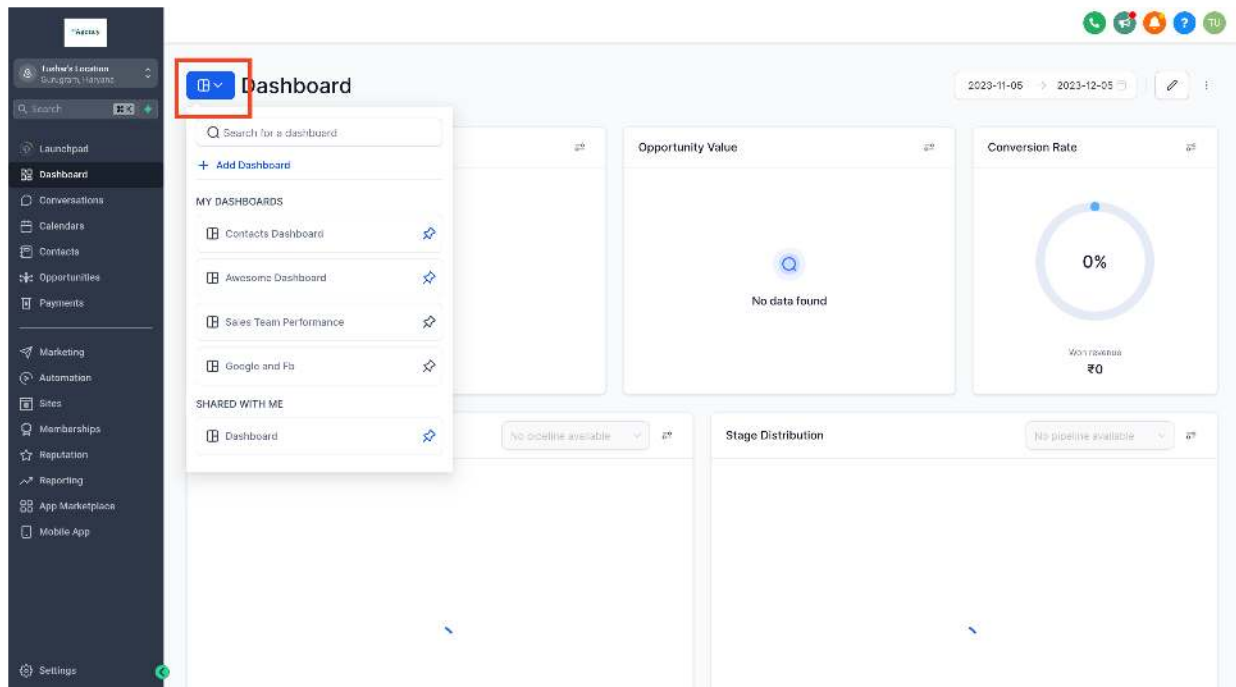 Agency
Tushar's Location
Gurugram, Haryana
Search
⌘ K
Launchpad
Dashboard
Conversations
Calendars
Contacts
Opportunities
Payments
Marketing
Automation
Sites
Memberships
Reputation
Reporting
App Marketplace
Mobile App
Settings
?
TU
Dashboard
2023-11-05
2023-12-05
Search for a dashboard
+ Add Dashboard
MY DASHBOARDS
Contacts Dashboard
Awesome Dashboard
Sales Team Performance
Google and Fb
SHARED WITH ME
Dashboard
Opportunity Value
No data found
Conversion Rate
0%
Won revenue
₹0
No pipeline available
Stage Distribution
No pipeline available